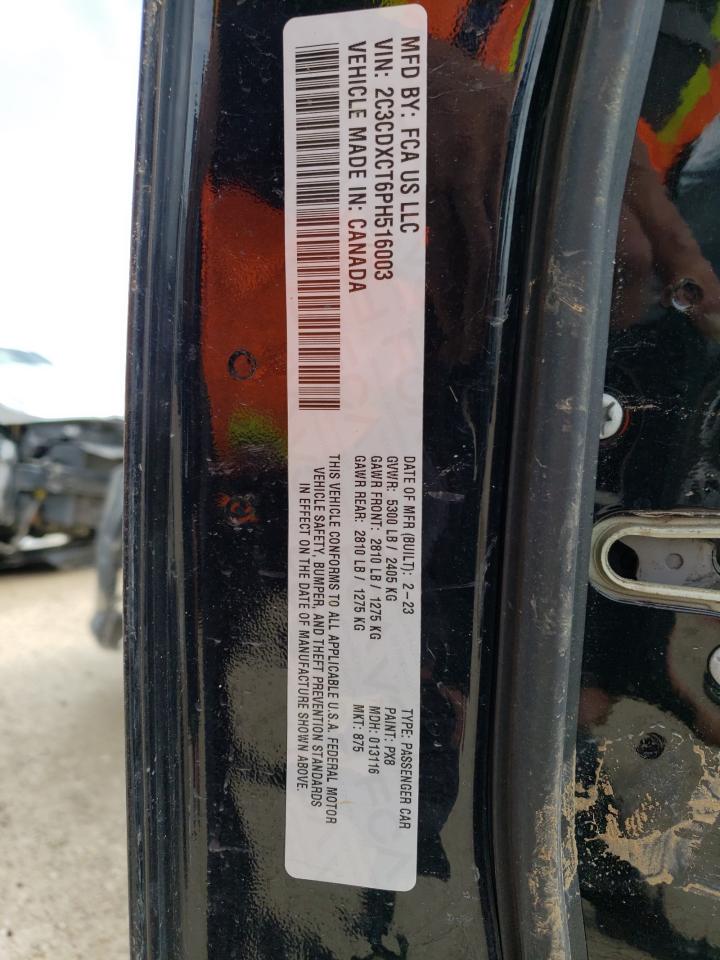 MFD BY: FCA US LLC
VIN: 2C3CDXCT6PH516003
VEHICLE MADE IN: CANADA
DATE OF MFR (BUILT): 2-23
GVWR: 5300 LB / 2405 KG
GAWR FRONT: 2810 LB / 1275 KG
GAWR REAR: 2810 LB / 1275 KG
TYPE: PASSENGER CAR
PAINT: PX8
MDH: 013116
MKT: 875
THIS VEHICLE CONFORMS TO ALL APPLICABLE U.S.A. FEDERAL MOTOR
VEHICLE SAFETY, BUMPER, AND THEFT PREVENTION STANDARDS
IN EFFECT ON THE DATE OF MANUFACTURE SHOWN ABOVE.